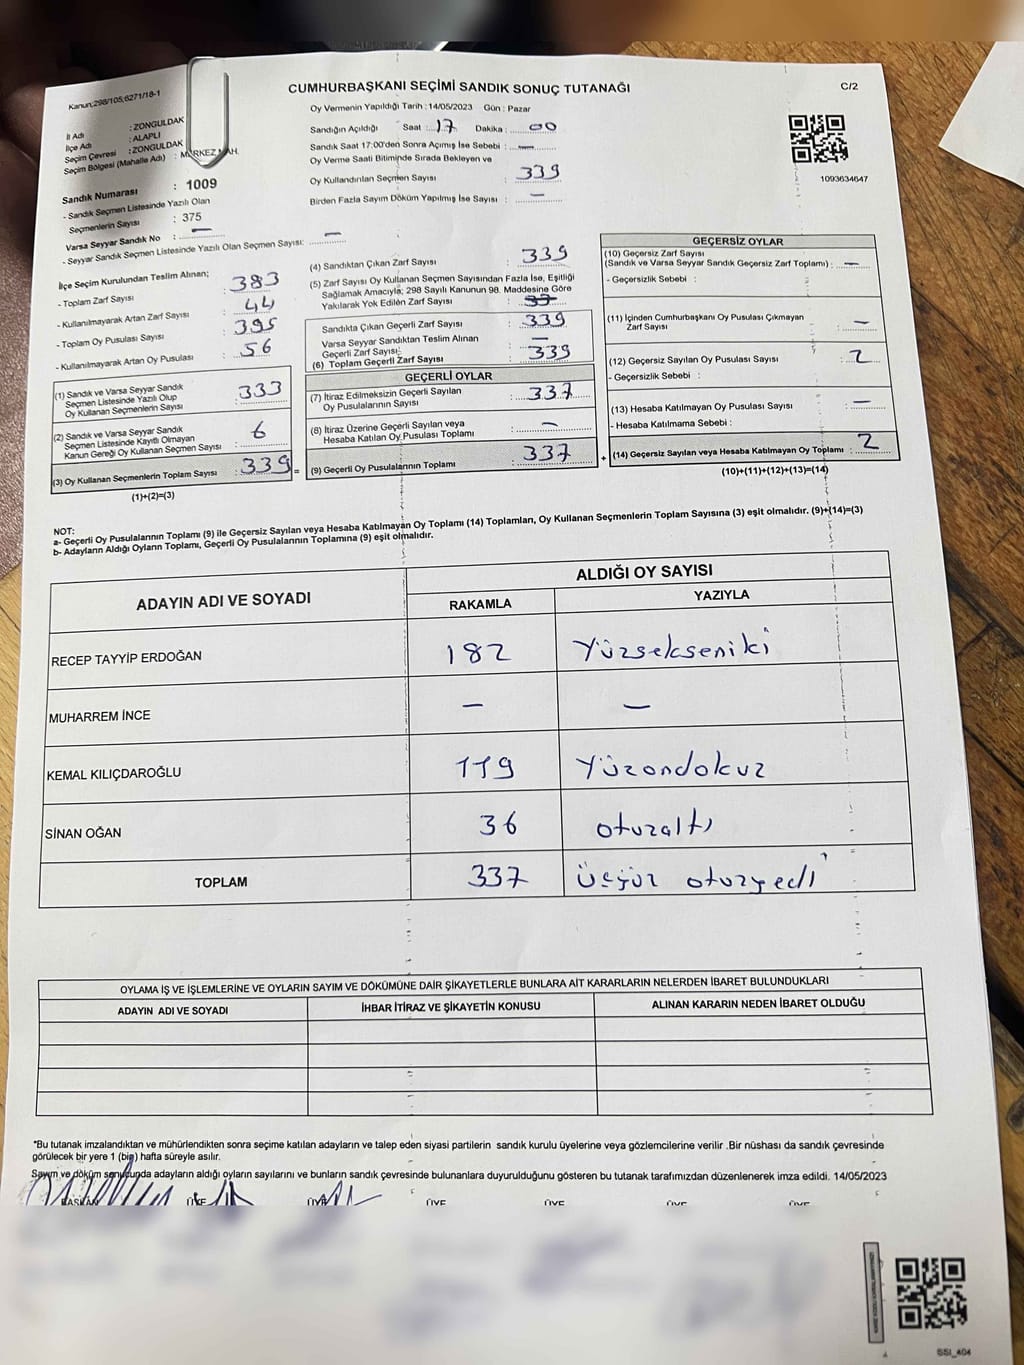 Kanun;298/105;6271/18-1
CUMHURBAŞKANI SEÇİMİ SANDIK SONUÇ TUTANAĞI
C/2
Oy Vermenin Yapıldığı Tarih : 14/05/2023 Gün : Pazar
İl Adı : ZONGULDAK
İlçe Adı : ALAPLI
Seçim Çevresi : ZONGULDAK
Seçim Bölgesi (Mahalle Adı) : MERKEZ MAH.
Sandık Numarası : 1009
- Sandık Seçmen Listesinde Yazılı Olan
Seçmenlerin Sayısı : 375
Varsa Seyyar Sandık No : —
- Seyyar Sandık Seçmen Listesinde Yazılı Olan Seçmen Sayısı: —
Sandığın Açıldığı Saat : 17 Dakika : 00
Sandık Saat 17:00'den Sonra Açımış İse Sebebi : —
Oy Verme Saati Bitiminde Sırada Bekleyen ve
Oy Kullandırılan Seçmen Sayısı : 339
Birden Fazla Sayım Döküm Yapılmış İse Sayısı : —
1093634647
İlçe Seçim Kurulundan Teslim Alınan;
- Toplam Zarf Sayısı : 383
- Kullanılmayarak Artan Zarf Sayısı : 44
- Toplam Oy Pusulası Sayısı : 395
- Kullanılmayarak Artan Oy Pusulası : 56
(1) Sandık ve Varsa Seyyar Sandık
Seçmen Listesinde Yazılı Olup
Oy Kullanan Seçmenlerin Sayısı : 333
(2) Sandık ve Varsa Seyyar Sandık
Seçmen Listesinde Kayıtlı Olmayan
Kanun Gereği Oy Kullanan Seçmen Sayısı : 6
(3) Oy Kullanan Seçmenlerin Toplam Sayısı : 339 =
(1)+(2)=(3)
(4) Sandıktan Çıkan Zarf Sayısı : 339
(5) Zarf Sayısı Oy Kullanan Seçmen Sayısından Fazla İse, Eşitliği
Sağlamak Amacıyla; 298 Sayılı Kanunun 98. Maddesine Göre
Yakılarak Yok Edilen Zarf Sayısı :
Sandıkta Çıkan Geçerli Zarf Sayısı : 339
Varsa Seyyar Sandıktan Teslim Alınan
Geçerli Zarf Sayısı: —
(6) Toplam Geçerli Zarf Sayısı : 339
GEÇERLİ OYLAR
(7) İtiraz Edilmeksizin Geçerli Sayılan
Oy Pusulalarının Sayısı : 337
(8) İtiraz Üzerine Geçerli Sayılan veya
Hesaba Katılan Oy Pusulası Toplamı : —
(9) Geçerli Oy Pusulalarının Toplamı : 337 +
GEÇERSİZ OYLAR
(10) Geçersiz Zarf Sayısı
(Sandık ve Varsa Seyyar Sandık Geçersiz Zarf Toplamı) : —
- Geçersizlik Sebebi :
(11) İçinden Cumhurbaşkanı Oy Pusulası Çıkmayan
Zarf Sayısı : —
(12) Geçersiz Sayılan Oy Pusulası Sayısı : 2
- Geçersizlik Sebebi :
(13) Hesaba Katılmayan Oy Pusulası Sayısı : —
- Hesaba Katılmama Sebebi :
(14) Geçersiz Sayılan veya Hesaba Katılmayan Oy Toplamı : 2
(10)+(11)+(12)+(13)=(14)
NOT:
a- Geçerli Oy Pusulalarının Toplamı (9) ile Geçersiz Sayılan veya Hesaba Katılmayan Oy Toplamı (14) Toplamları, Oy Kullanan Seçmenlerin Toplam Sayısına (3) eşit olmalıdır. (9)+(14)=(3)
b- Adayların Aldığı Oyların Toplamı, Geçerli Oy Pusulalarının Toplamına (9) eşit olmalıdır.
ADAYIN ADI VE SOYADI
ALDIĞI OY SAYISI
RAKAMLA YAZIYLA
RECEP TAYYİP ERDOĞAN 182 Yüzsekseniki
MUHARREM İNCE — —
KEMAL KILIÇDAROĞLU 119 Yüzondokuz
SİNAN OĞAN 36 otuzaltı
TOPLAM 337 Üçyüz otuzyedi
OYLAMA İŞ VE İŞLEMLERİNE VE OYLARIN SAYIM VE DÖKÜMÜNE DAİR ŞİKAYETLERLE BUNLARA AİT KARARLARIN NELERDEN İBARET BULUNDUKLARI
ADAYIN ADI VE SOYADI İHBAR İTİRAZ VE ŞİKAYETİN KONUSU ALINAN KARARIN NEDEN İBARET OLDUĞU
*Bu tutanak imzalandıktan ve mühürlendikten sonra seçime katılan adayların ve talep eden siyasi partilerin sandık kurulu üyelerine veya gözlemcilerine verilir .Bir nüshası da sandık çevresinde
görülecek bir yere 1 (bir) hafta süreyle asılır.
Sayım ve döküm sonucunda adayların aldığı oyların sayılarını ve bunların sandık çevresinde bulunanlara duyurulduğunu gösteren bu tutanak tarafımızdan düzenlenerek imza edildi. 14/05/2023
BAŞKAN ÜYE ÜYE ÜYE ÜYE ÜYE ÜYE
SSI_404